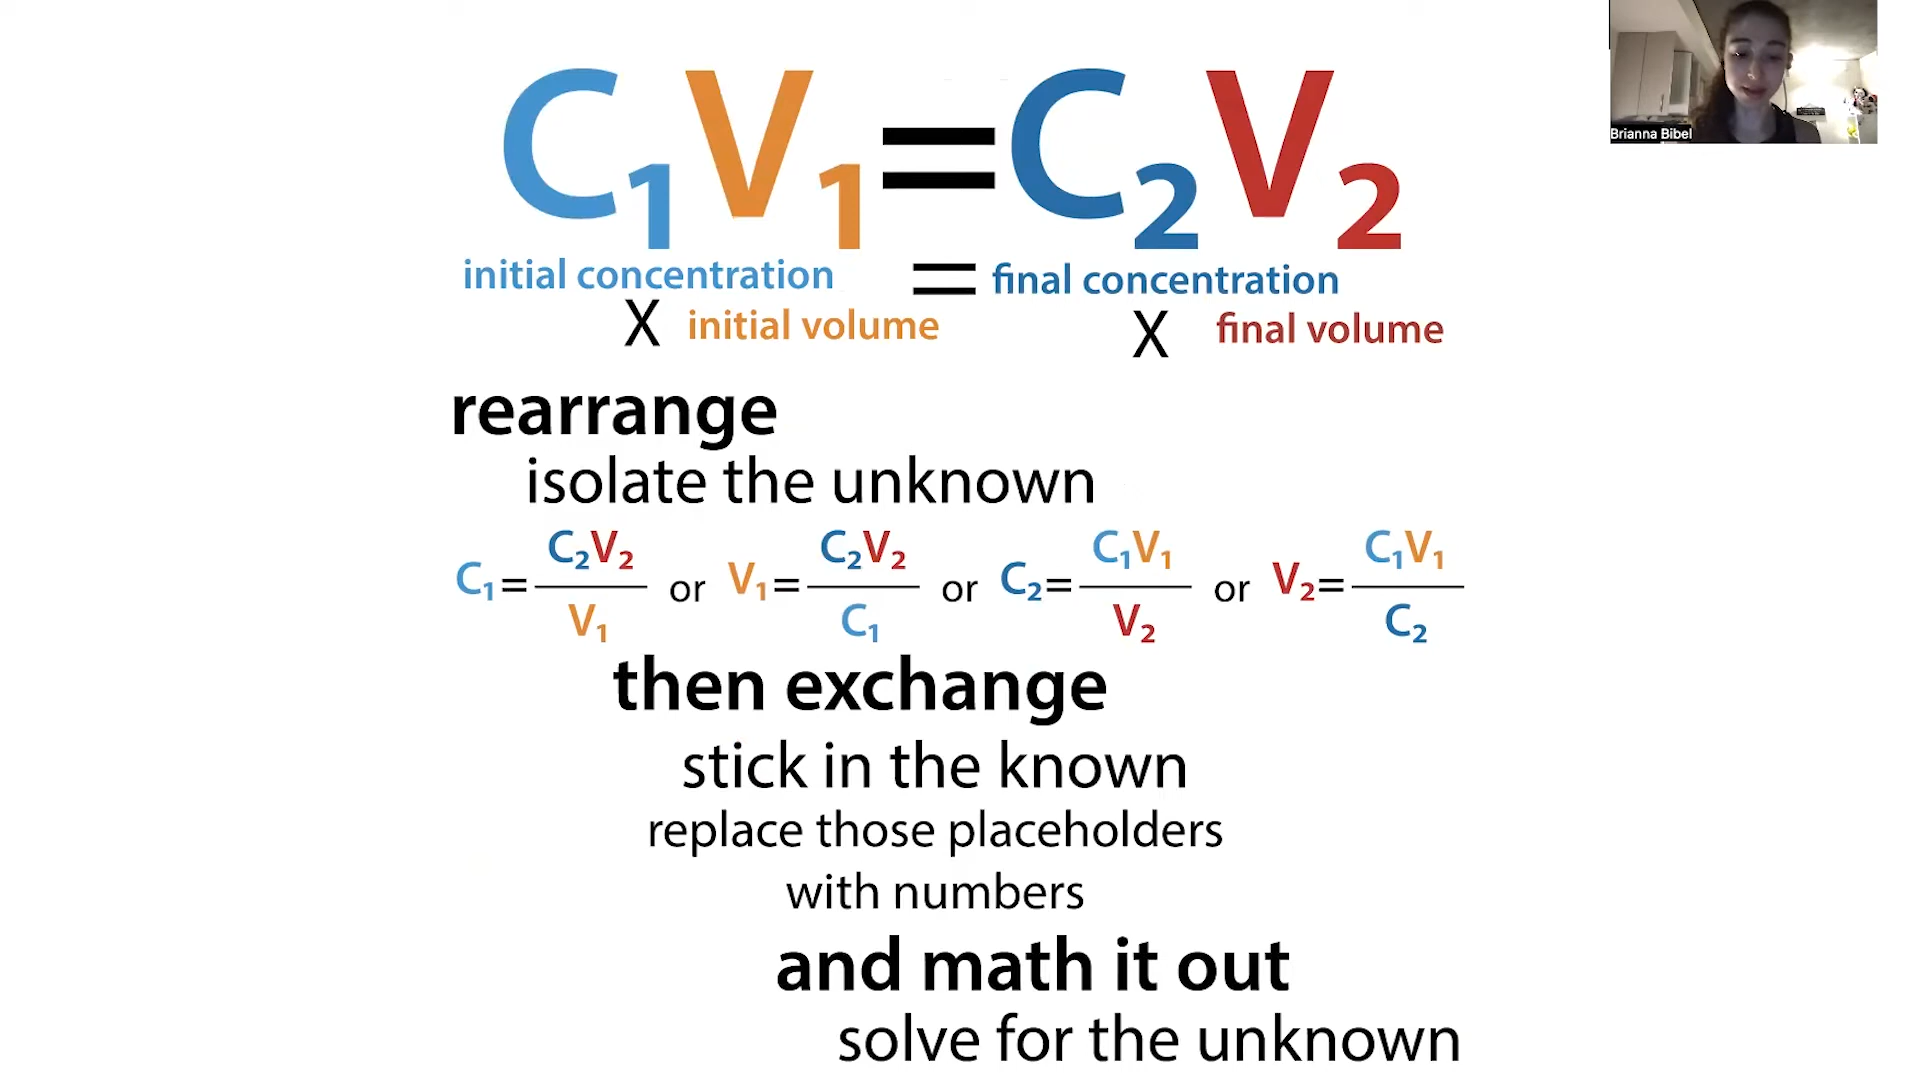 C₁V₁=C₂V₂
initial concentration = final concentration
X initial volume X final volume
rearrange
isolate the unknown
C₁= C₂V₂ / V₁ or V₁= C₂V₂ / C₁ or C₂= C₁V₁ / V₂ or V₂= C₁V₁ / C₂
then exchange
stick in the known
replace those placeholders
with numbers
and math it out
solve for the unknown
Brianna Bibel